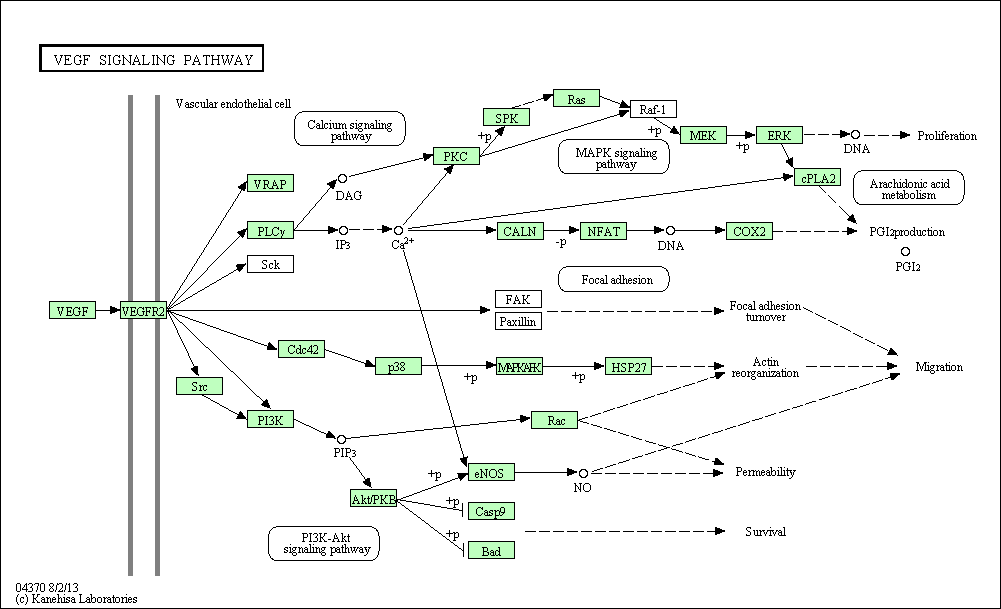 VEGF SIGNALING PATHWAY
Vascular endothelial cell
Calcium signaling
pathway
SPK
+p
Ras
Raf-1
+p
MEK
+p
ERK
DNA
Proliferation
PKC
MAPK signaling
pathway
cPLA2
Arachidonic acid
metabolism
VRAP
DAG
PLCγ
IP3
Ca2+
CALN
-p
NFAT
DNA
COX2
PGI2production
PGI2
Sck
Focal adhesion
VEGF
VEGFR2
FAK
Paxillin
Focal adhesion
turnover
Cdc42
p38
+p
MAPKAPK
+p
HSP27
Actin
reorganization
Migration
Src
PI3K
PIP3
Rac
Akt/PKB
+p
eNOS
NO
Permeability
+p
Casp9
+p
Bad
Survival
PI3K-Akt
signaling pathway
04370 8/2/13
(c) Kanehisa Laboratories